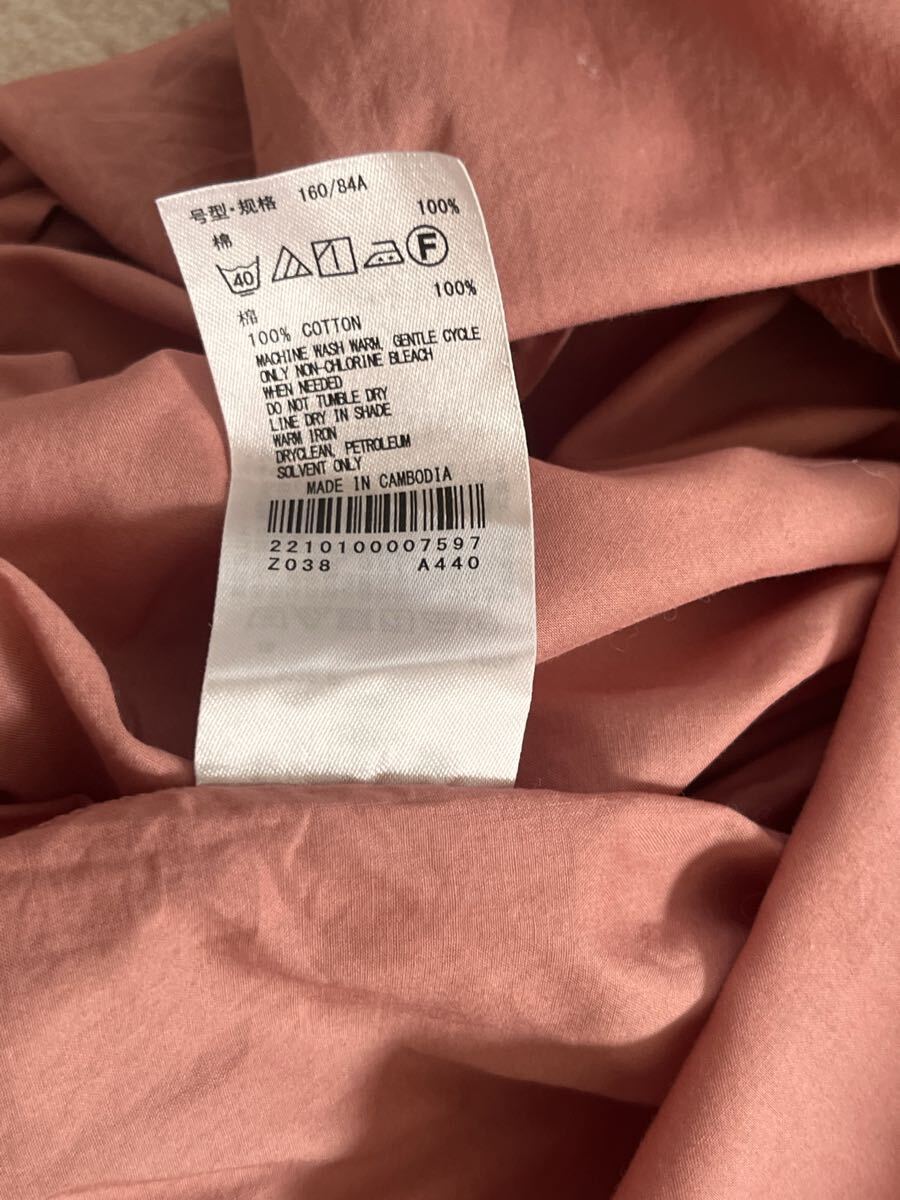 号型·规格 160/84A
棉 100%
40 F
棉 100%
100% COTTON
MACHINE WASH WARM, GENTLE CYCLE
ONLY NON-CHLORINE BLEACH
WHEN NEEDED
DO NOT TUMBLE DRY
LINE DRY IN SHADE
WARM IRON
DRYCLEAN, PETROLEUM
SOLVENT ONLY
MADE IN CAMBODIA
2210100007597
Z038 A440